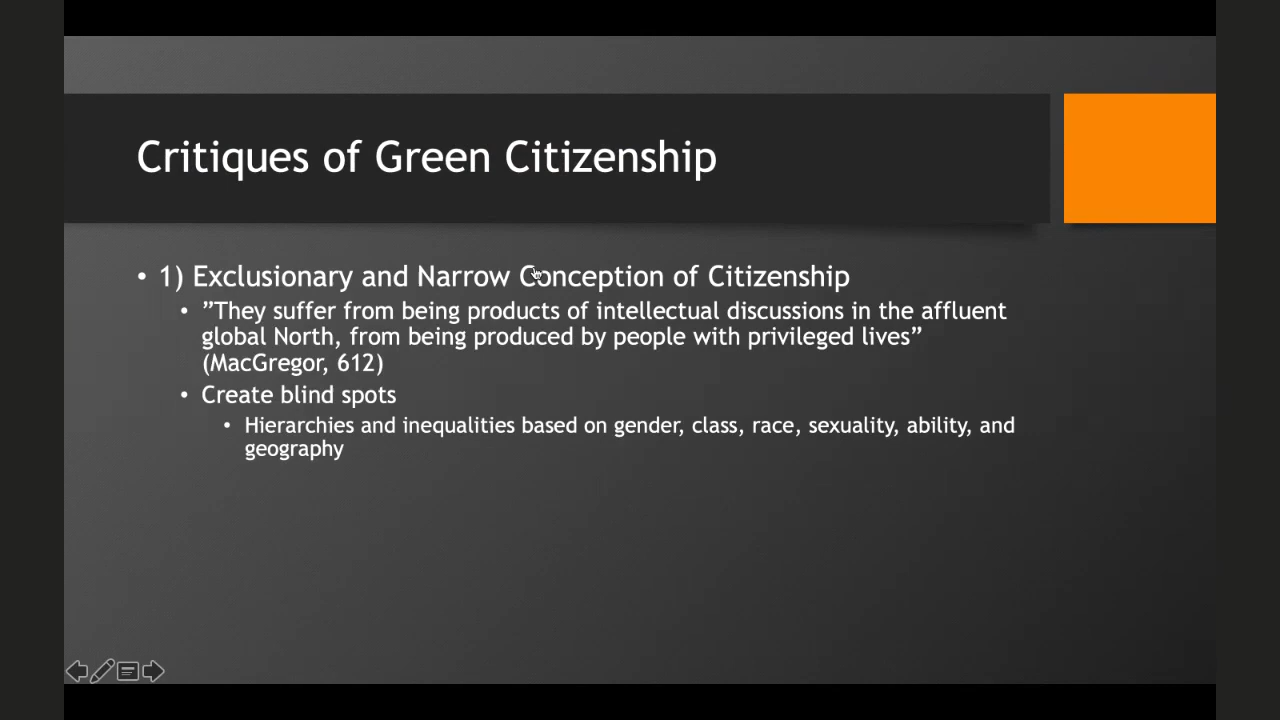 Critiques of Green Citizenship
• 1) Exclusionary and Narrow Conception of Citizenship
• ”They suffer from being products of intellectual discussions in the affluent
global North, from being produced by people with privileged lives”
(MacGregor, 612)
• Create blind spots
• Hierarchies and inequalities based on gender, class, race, sexuality, ability, and
geography